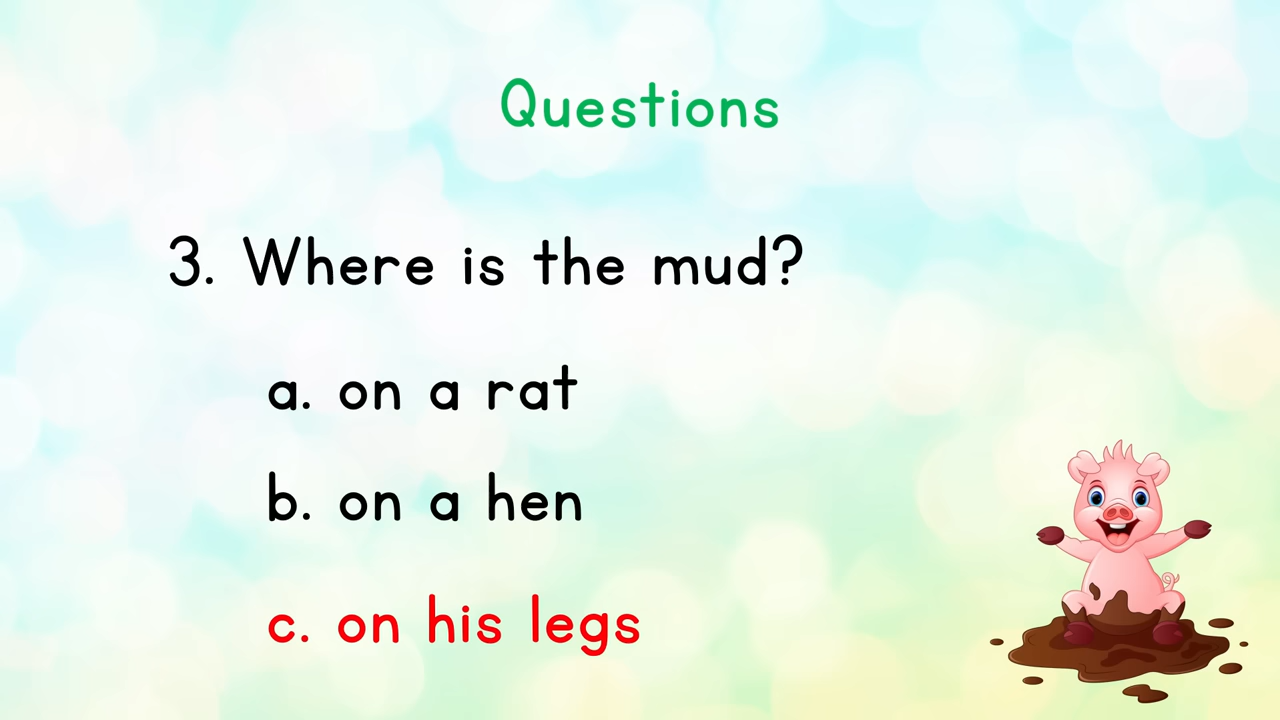 Questions
3. Where is the mud?
a. on a rat
b. on a hen
c. on his legs